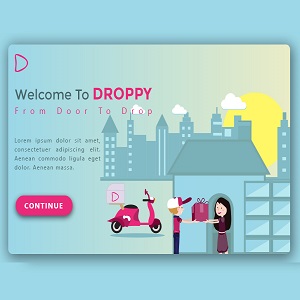 D
Welcome To DROPPY
From Door To Drop
Lorem ipsum dolor sit amet,
consectetur adipiscing elit.
Aenean commodo ligula eget
dolor. Aenean massa.
D
CONTINUE